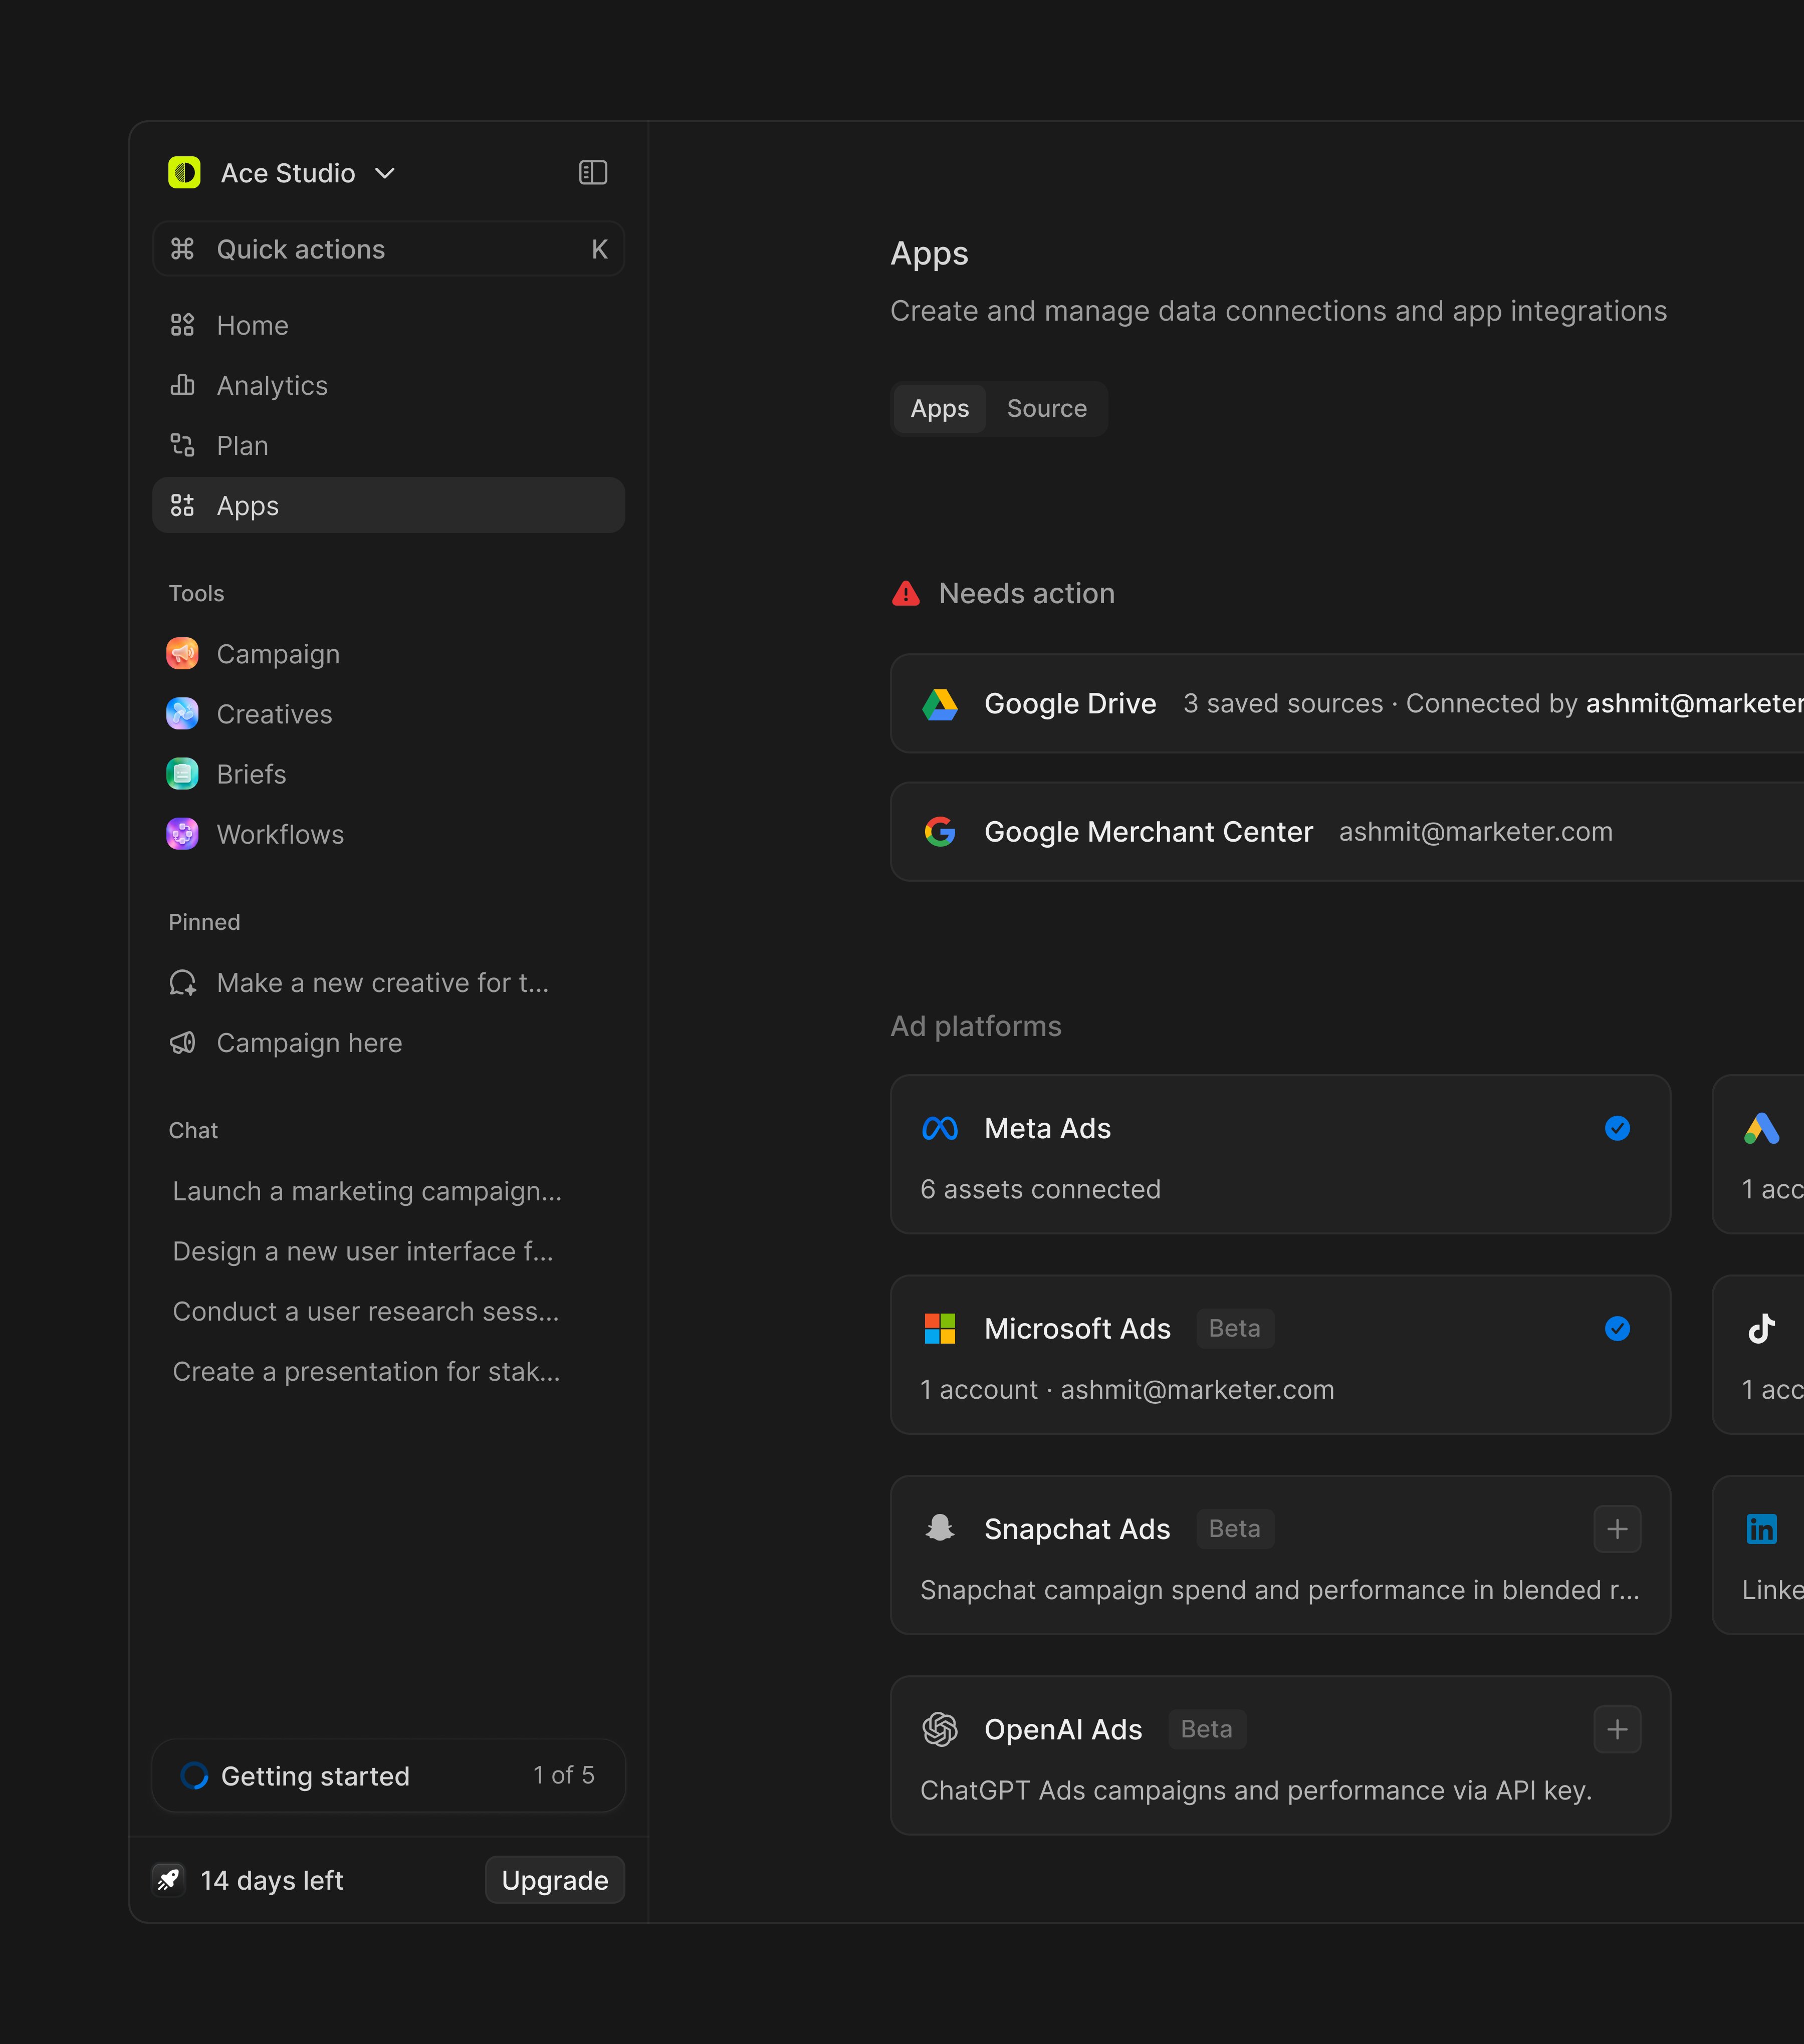 Ace Studio
Quick actions K
Home
Analytics
Plan
Apps
Tools
Campaign
Creatives
Briefs
Workflows
Pinned
Make a new creative for t...
Campaign here
Chat
Launch a marketing campaign...
Design a new user interface f...
Conduct a user research sess...
Create a presentation for stak...
Getting started 1 of 5
14 days left Upgrade
Apps
Create and manage data connections and app integrations
Apps Source
Needs action
Google Drive 3 saved sources · Connected by ashmit@marketer
Google Merchant Center ashmit@marketer.com
Ad platforms
Meta Ads
6 assets connected
1 acc
Microsoft Ads Beta
1 account · ashmit@marketer.com
1 acc
Snapchat Ads Beta
in
Snapchat campaign spend and performance in blended r...
Linke
OpenAI Ads Beta
ChatGPT Ads campaigns and performance via API key.